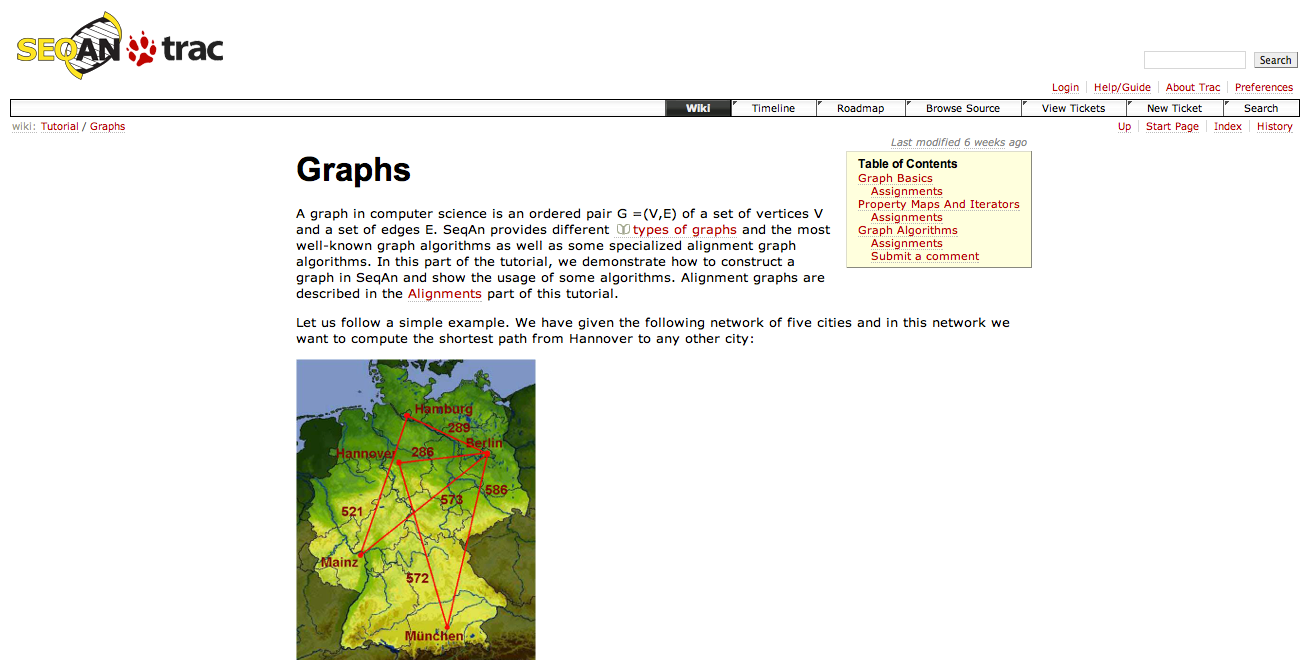 SEQAN trac
Search
Login Help/Guide About Trac Preferences
Wiki Timeline Roadmap Browse Source View Tickets New Ticket Search
wiki: Tutorial / Graphs
Up Start Page Index History
Last modified 6 weeks ago
Graphs
A graph in computer science is an ordered pair G =(V,E) of a set of vertices V
and a set of edges E. SeqAn provides different types of graphs and the most
well-known graph algorithms as well as some specialized alignment graph
algorithms. In this part of the tutorial, we demonstrate how to construct a
graph in SeqAn and show the usage of some algorithms. Alignment graphs are
described in the Alignments part of this tutorial.
Table of Contents
Graph Basics
Assignments
Property Maps And Iterators
Assignments
Graph Algorithms
Assignments
Submit a comment
Let us follow a simple example. We have given the following network of five cities and in this network we
want to compute the shortest path from Hannover to any other city:
Hamburg
289
Berlin
Hannover 286
586
573
521
Mainz
572
München